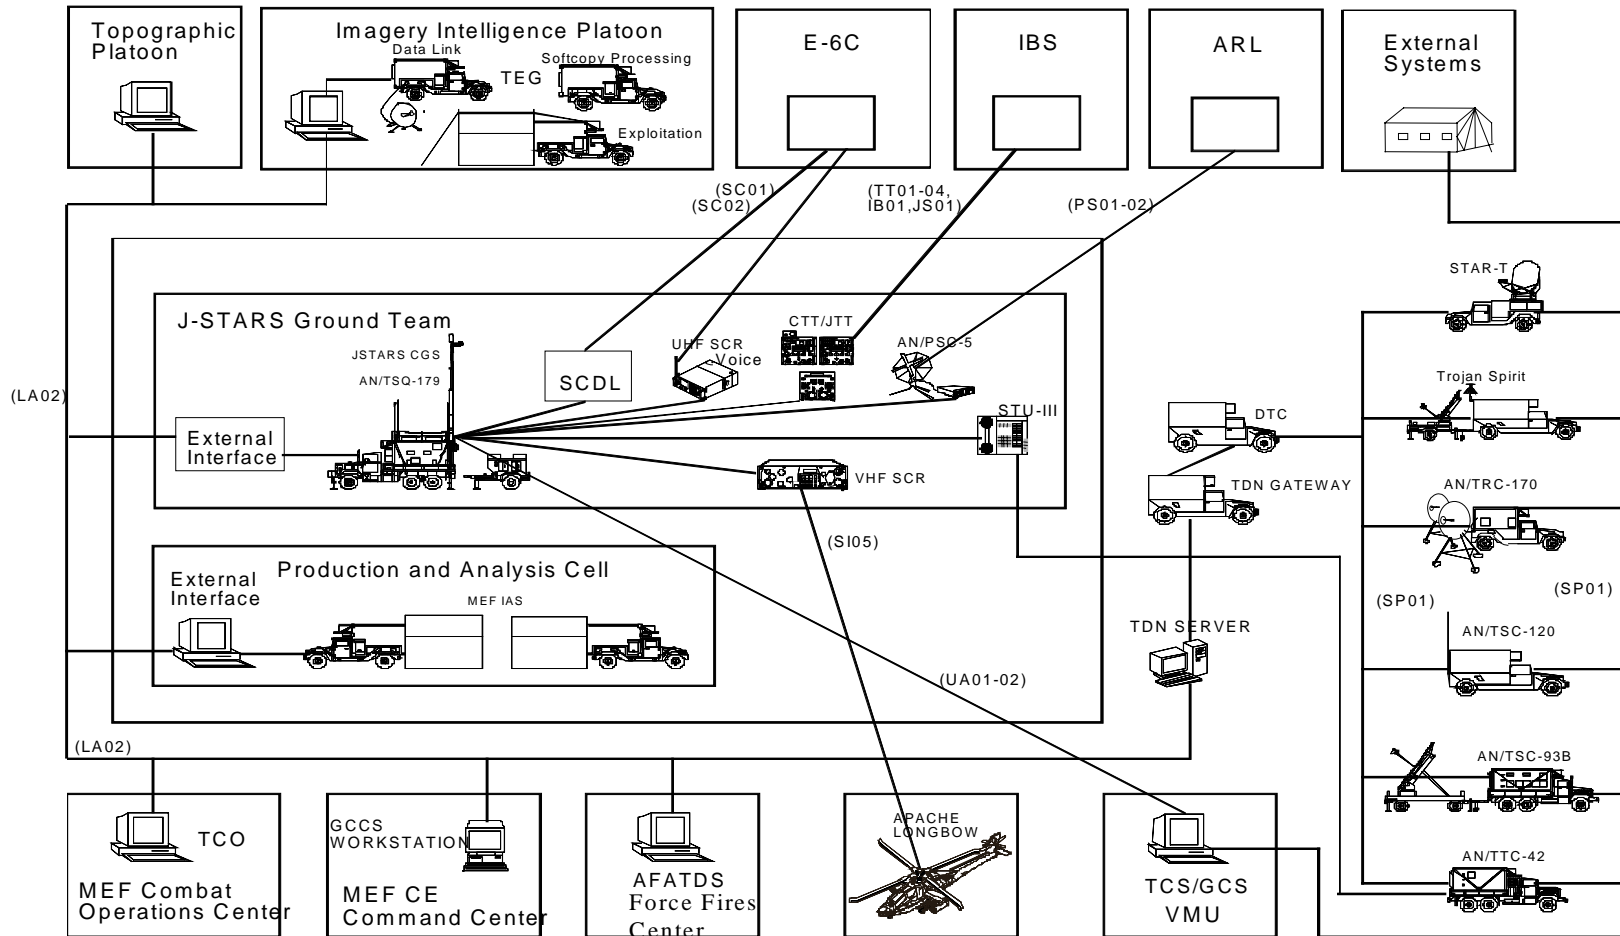 Topographic
Platoon
Imagery Intelligence Platoon
Data Link
Softcopy Processing
TEG
Exploitation
E-6C
IBS
ARL
External
Systems
(SC01)
(SC02)
(TT01-04,
IB01,JS01)
(PS01-02)
STAR-T
J-STARS Ground Team
JSTARS CGS
AN/TSQ-179
SCDL
UHF SCR
Voice
CTT/JTT
AN/PSC-5
STU-III
VHF SCR
External
Interface
(LA02)
Trojan Spirit
DTC
TDN GATEWAY
AN/TRC-170
(SI05)
(SP01)
(SP01)
Production and Analysis Cell
External
Interface
MEF IAS
TDN SERVER
AN/TSC-120
(UA01-02)
(LA02)
AN/TSC-93B
TCO
MEF Combat
Operations Center
GCCS
WORKSTATION
MEF CE
Command Center
AFATDS
Force Fires
Center
APACHE
LONGBOW
TCS/GCS
VMU
AN/TTC-42